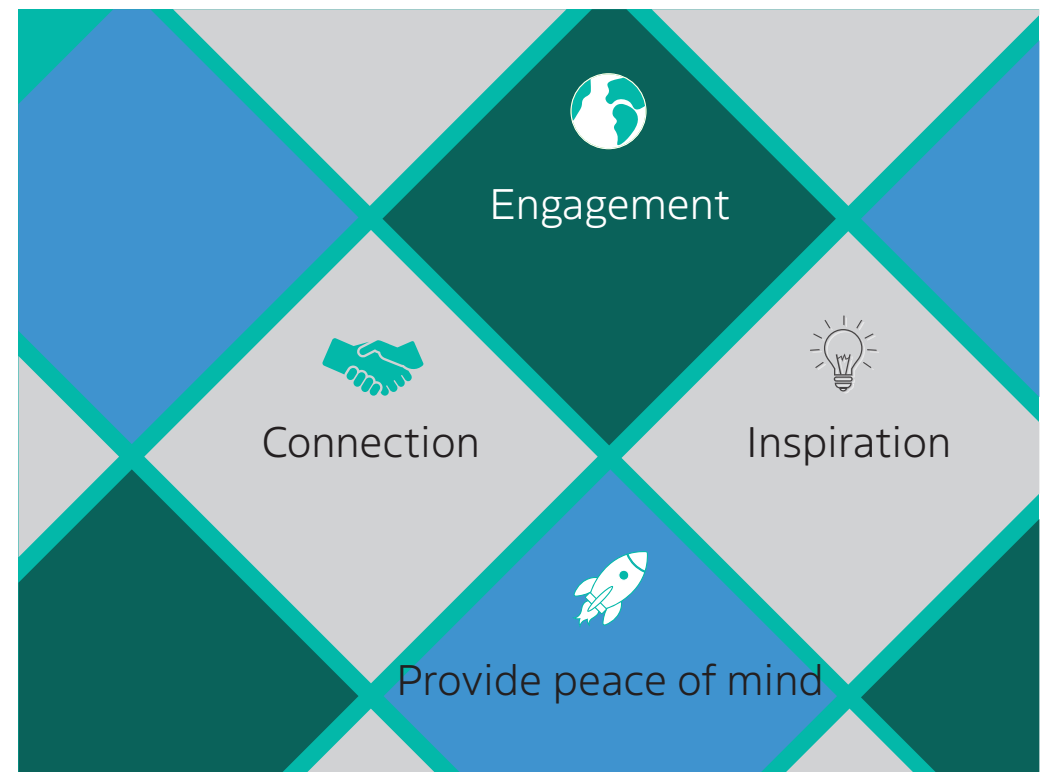 Engagement
Connection
Inspiration
Provide peace of mind